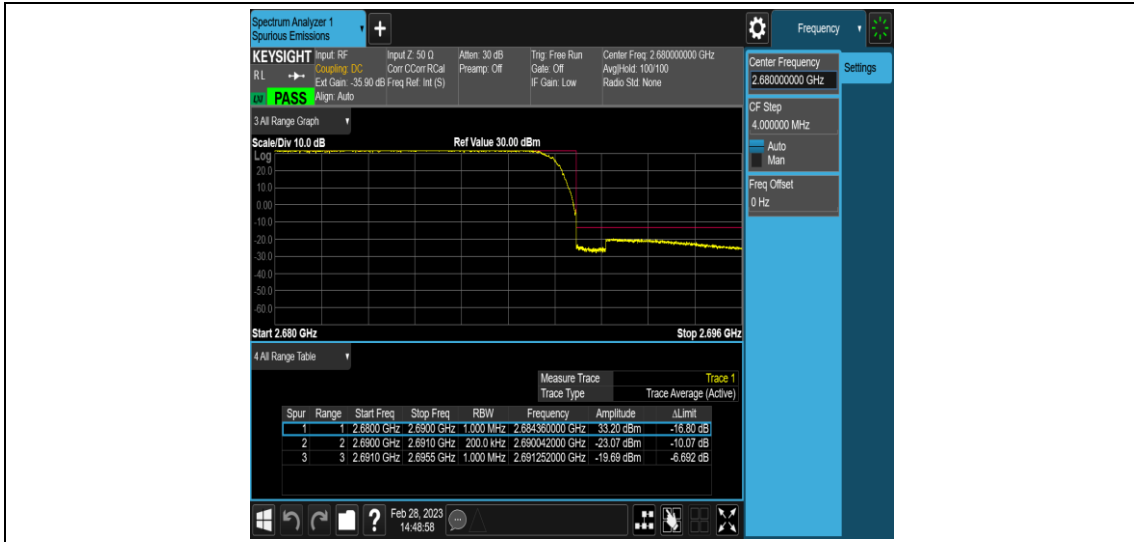 Spectrum Analyzer 1
Spurious Emissions
+
Frequency
KEYSIGHT Input: RF Input Z: 50 Ω Atten: 30 dB Trig: Free Run Center Freq: 2.680000000 GHz
RL Coupling: DC Corr CCorr RCal Preamp: Off Gate: Off Avg|Hold: 100/100
Ext Gain: -35.90 dB Freq Ref: Int (S) IF Gain: Low Radio Std: None
LXI PASS Align: Auto
Center Frequency
2.680000000 GHz
Settings
CF Step
4.000000 MHz
Auto
Man
Freq Offset
0 Hz
3 All Range Graph
Scale/Div 10.0 dB Ref Value 30.00 dBm
Log
20.0
10.0
0.00
-10.0
-20.0
-30.0
-40.0
-50.0
-60.0
Start 2.680 GHz Stop 2.696 GHz
4 All Range Table
Measure Trace Trace 1
Trace Type Trace Average (Active)
Spur Range Start Freq Stop Freq RBW Frequency Amplitude ΔLimit
1 1 2.6800 GHz 2.6900 GHz 1.000 MHz 2.684360000 GHz 33.20 dBm -16.80 dB
2 2 2.6900 GHz 2.6910 GHz 200.0 kHz 2.690042000 GHz -23.07 dBm -10.07 dB
3 3 2.6910 GHz 2.6955 GHz 1.000 MHz 2.691252000 GHz -19.69 dBm -6.692 dB
?
Feb 28, 2023
14:48:58